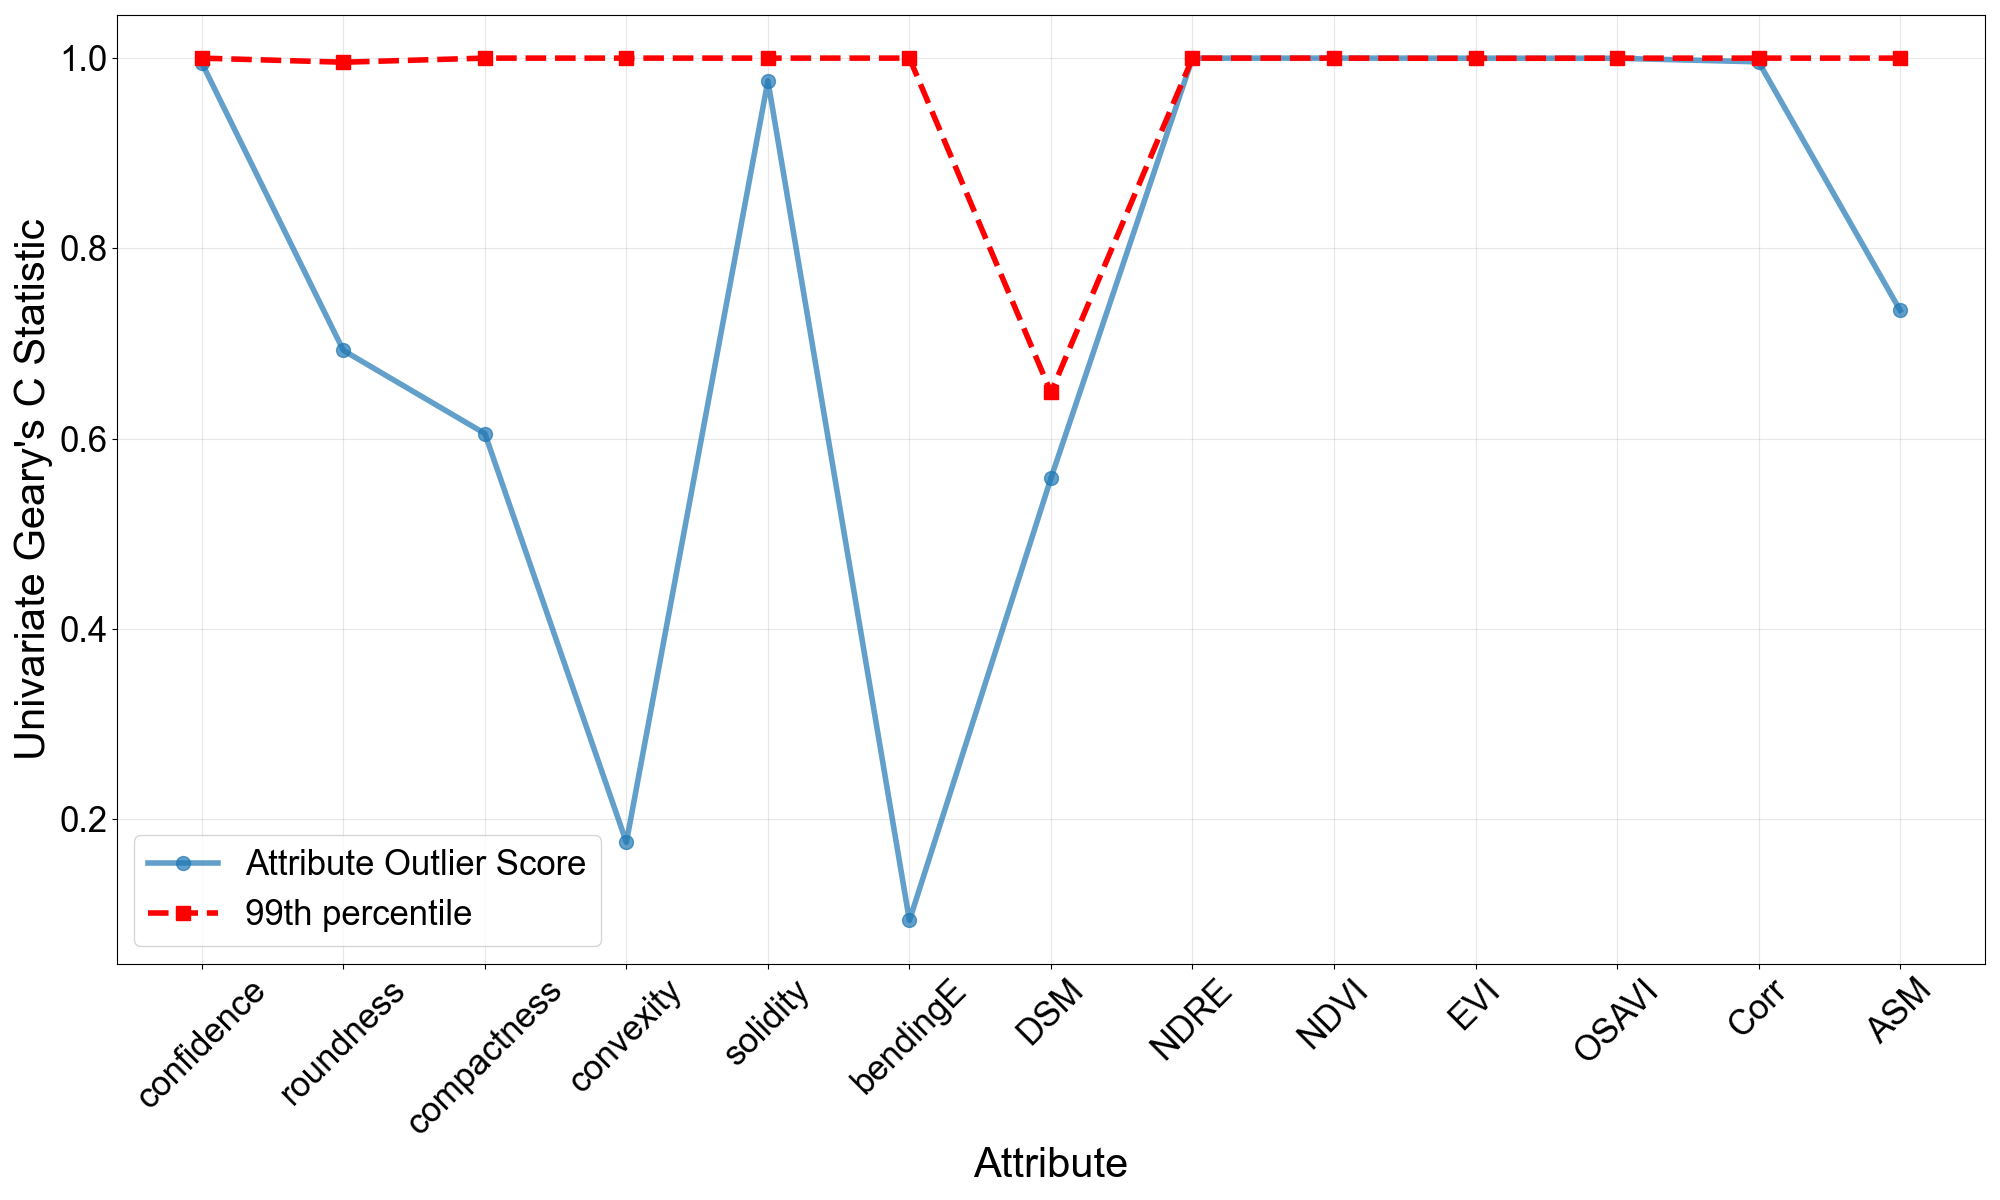 Univariate Geary's C Statistic
1.0
0.8
0.6
0.4
0.2
Attribute Outlier Score
99th percentile
confidence
roundness
compactness
convexity
solidity
bendingE
DSM
NDRE
NDVI
EVI
OSAVI
Corr
ASM
Attribute